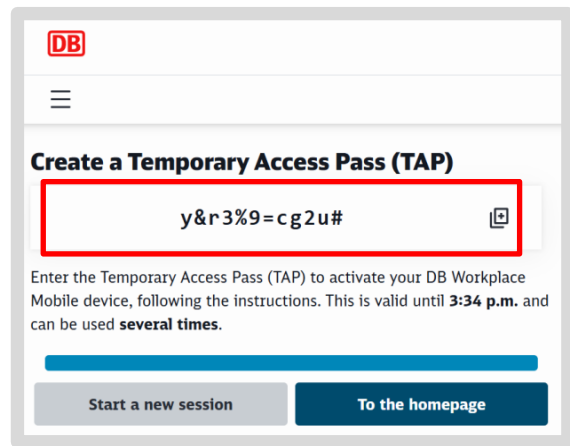 DB
Create a Temporary Access Pass (TAP)
y&r3%9=cg2u#
Enter the Temporary Access Pass (TAP) to activate your DB Workplace
Mobile device, following the instructions. This is valid until 3:34 p.m. and
can be used several times.
Start a new session
To the homepage